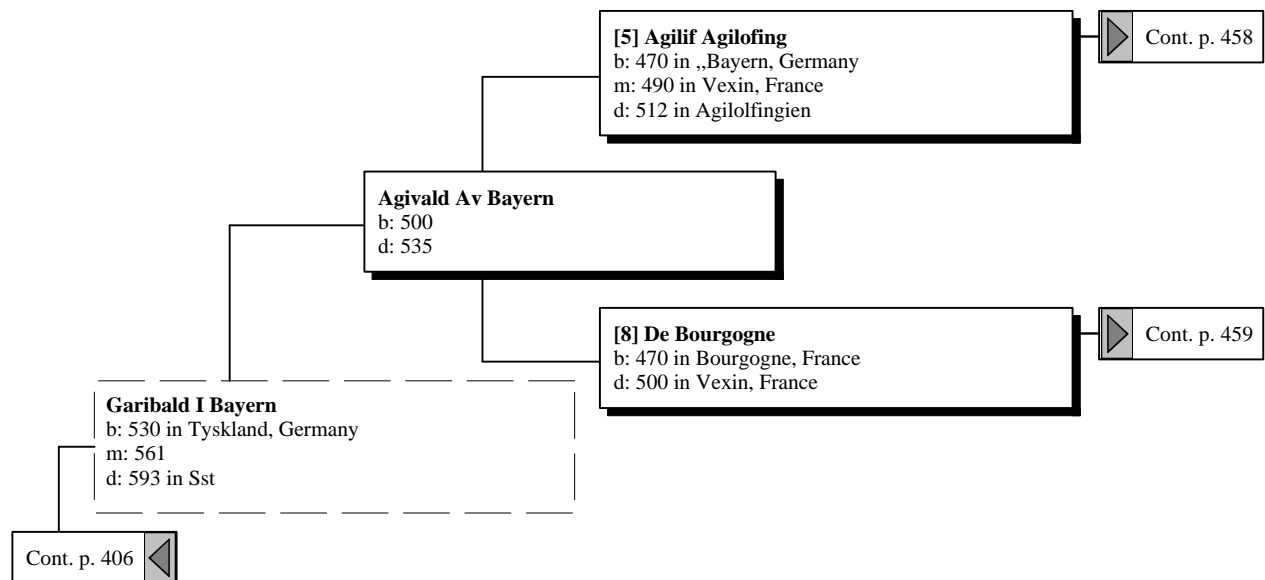 [5] Agilif Agilofing
b: 470 in ,,Bayern, Germany
m: 490 in Vexin, France
d: 512 in Agilolfingien
Cont. p. 458
Agivald Av Bayern
b: 500
d: 535
[8] De Bourgogne
b: 470 in Bourgogne, France
d: 500 in Vexin, France
Cont. p. 459
Garibald I Bayern
b: 530 in Tyskland, Germany
m: 561
d: 593 in Sst
Cont. p. 406